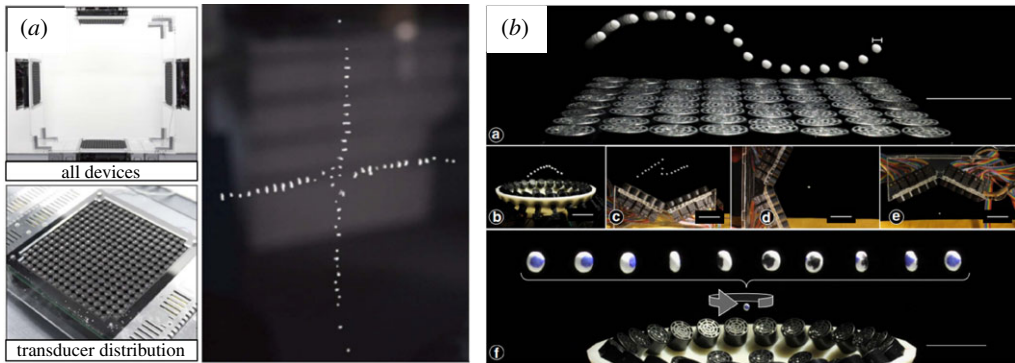 (a)
all devices
transducer distribution
(b)
a
b
c
d
e
f